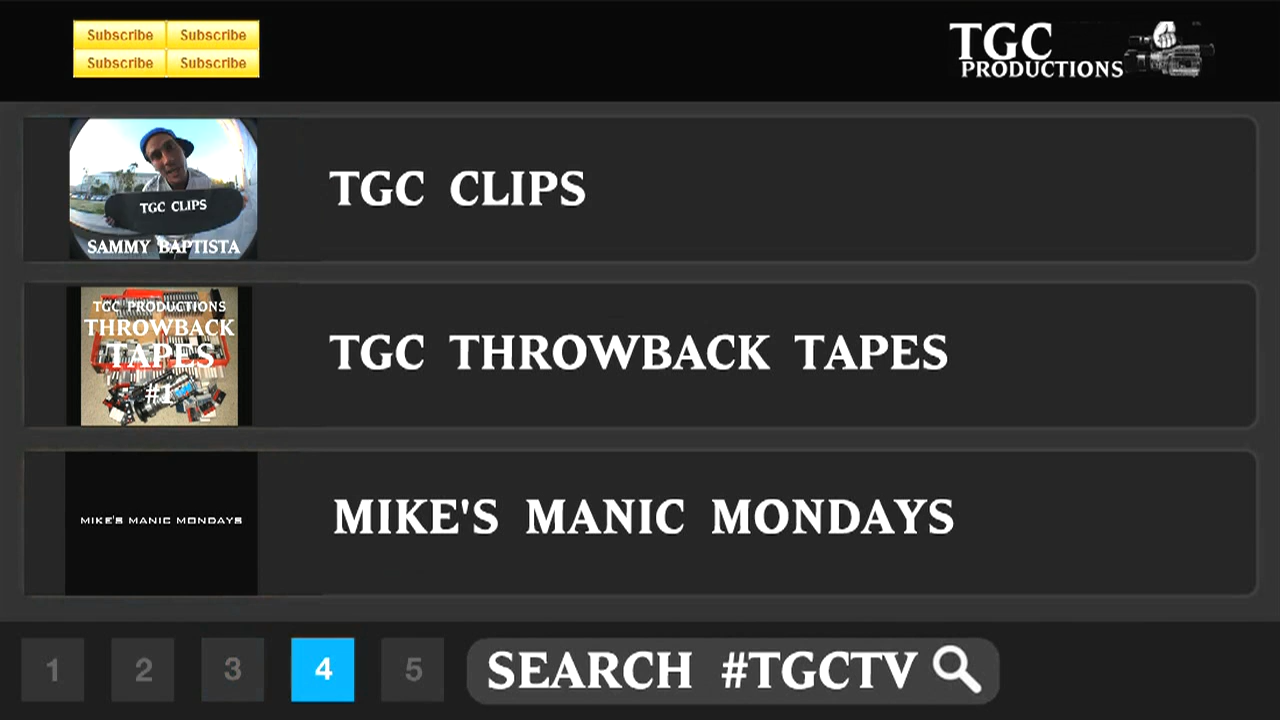 Subscribe Subscribe
Subscribe Subscribe
TGC
PRODUCTIONS
TGC CLIPS
SAMMY BAPTISTA
TGC CLIPS
TGC PRODUCTIONS
THROWBACK
TAPES
#1
TGC THROWBACK TAPES
MIKE'S MANIC MONDAYS
MIKE'S MANIC MONDAYS
1 2 3 4 5 SEARCH #TGCTV